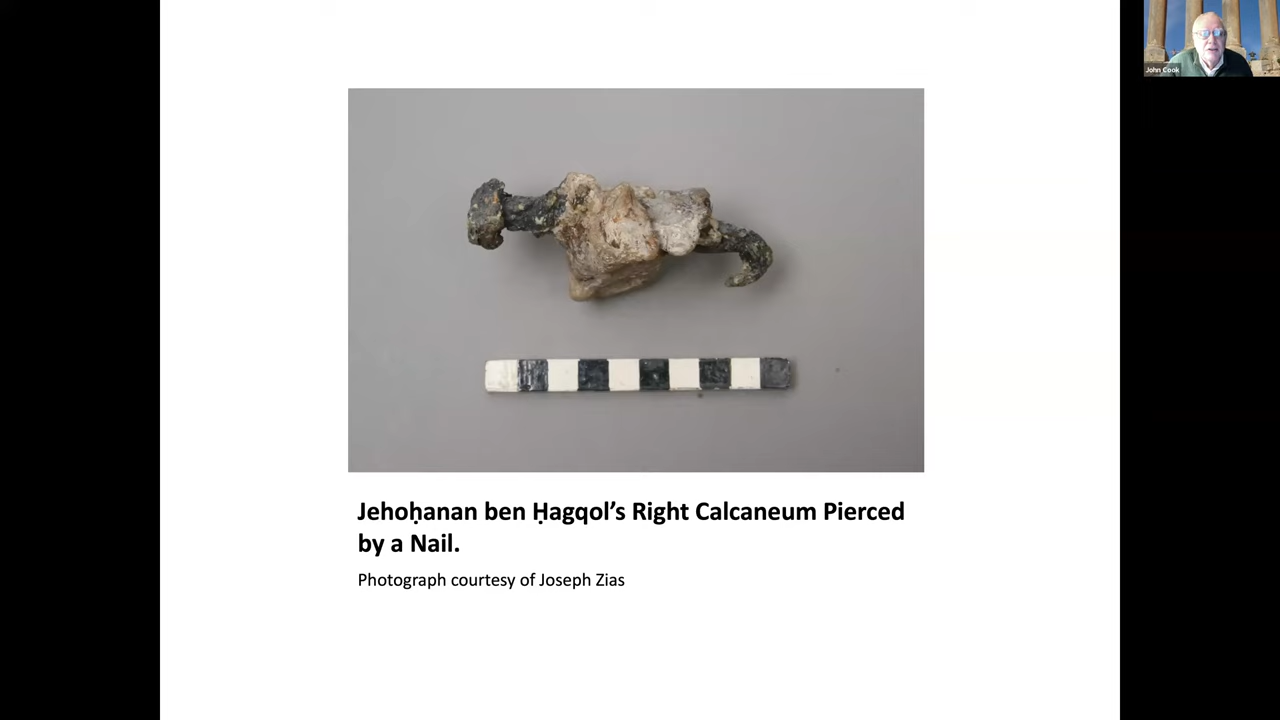 John Cook
Jehoḥanan ben Ḥagqol’s Right Calcaneum Pierced
by a Nail.
Photograph courtesy of Joseph Zias